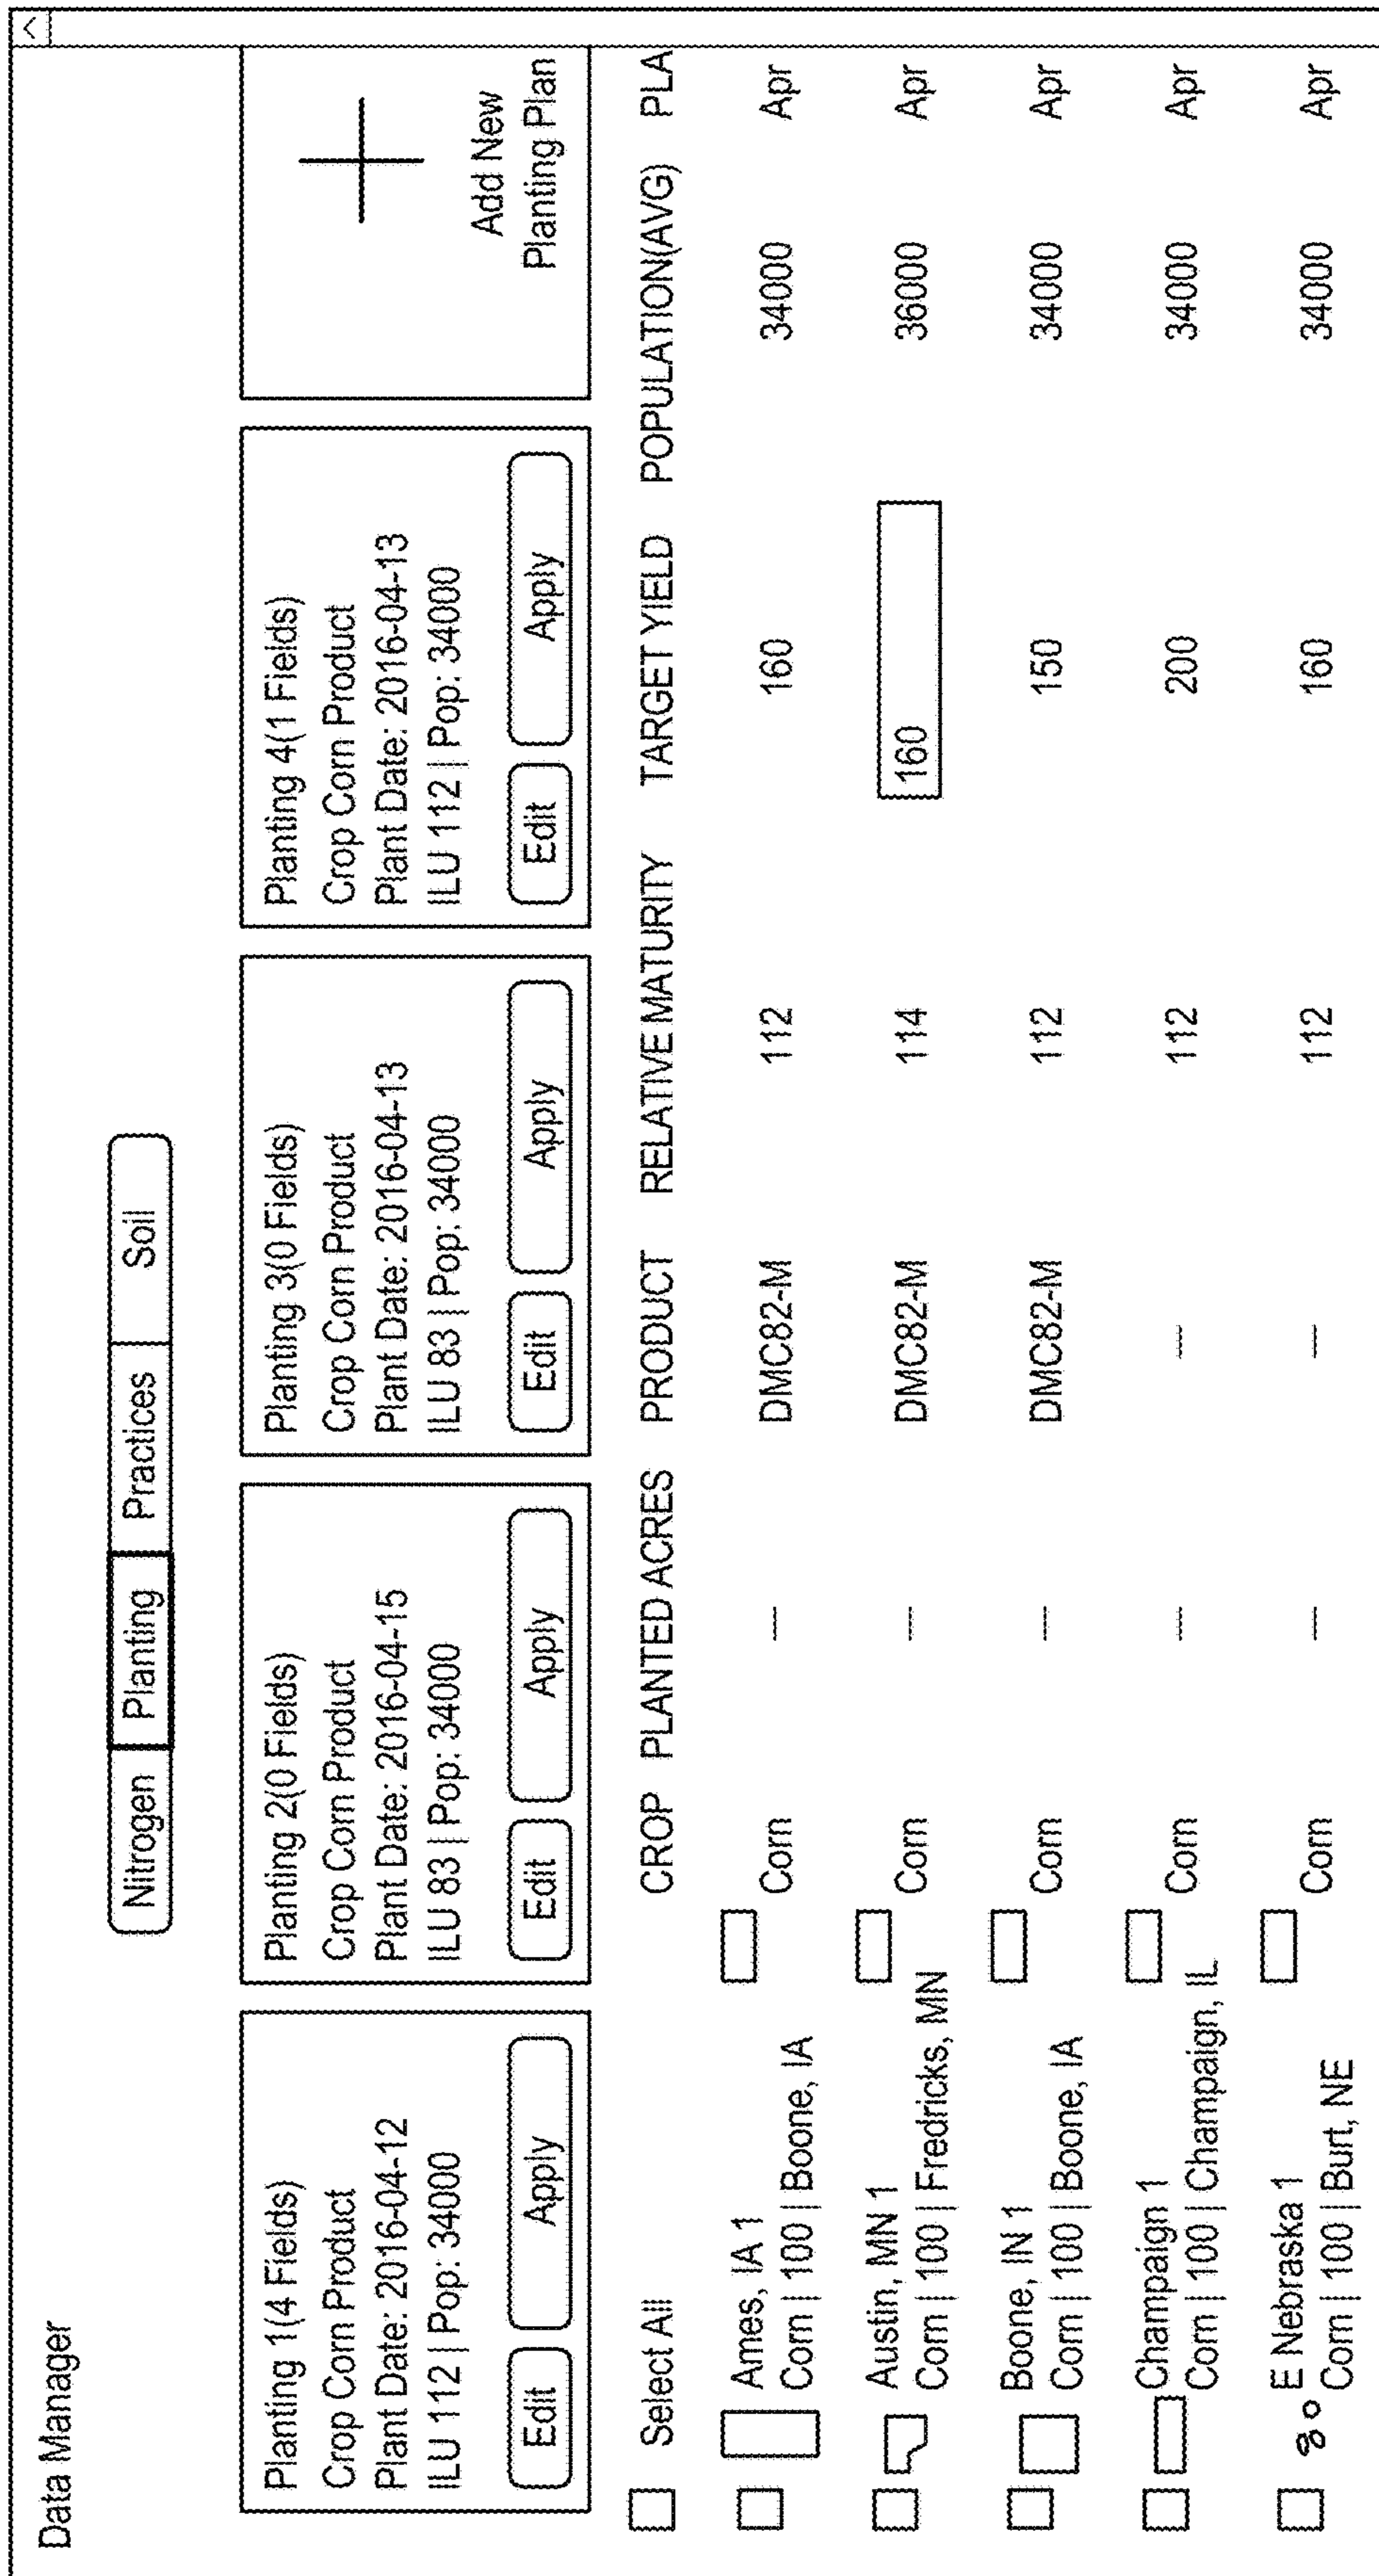 Data Manager
Nitrogen Planting Practices Soil
Planting 1(4 Fields)
Crop Corn Product
Plant Date: 2016-04-12
ILU 112 | Pop: 34000
Edit Apply
Planting 2(0 Fields)
Crop Corn Product
Plant Date: 2016-04-15
ILU 83 | Pop: 34000
Edit Apply
Planting 3(0 Fields)
Crop Corn Product
Plant Date: 2016-04-13
ILU 83 | Pop: 34000
Edit Apply
Planting 4(1 Fields)
Crop Corn Product
Plant Date: 2016-04-13
ILU 112 | Pop: 34000
Edit Apply
Add New
Planting Plan
Select All CROP PLANTED ACRES PRODUCT RELATIVE MATURITY TARGET YIELD POPULATION(AVG) PLA
Ames, IA 1
Corn | 100 | Boone, IA Corn — DMC82-M 112 160 34000 Apr
Austin, MN 1
Corn | 100 | Fredricks, MN Corn — DMC82-M 114 160 36000 Apr
Boone, IN 1
Corn | 100 | Boone, IA Corn — DMC82-M 112 150 34000 Apr
Champaign 1
Corn | 100 | Champaign, IL Corn — — 112 200 34000 Apr
E Nebraska 1
Corn | 100 | Burt, NE Corn — — 112 160 34000 Apr